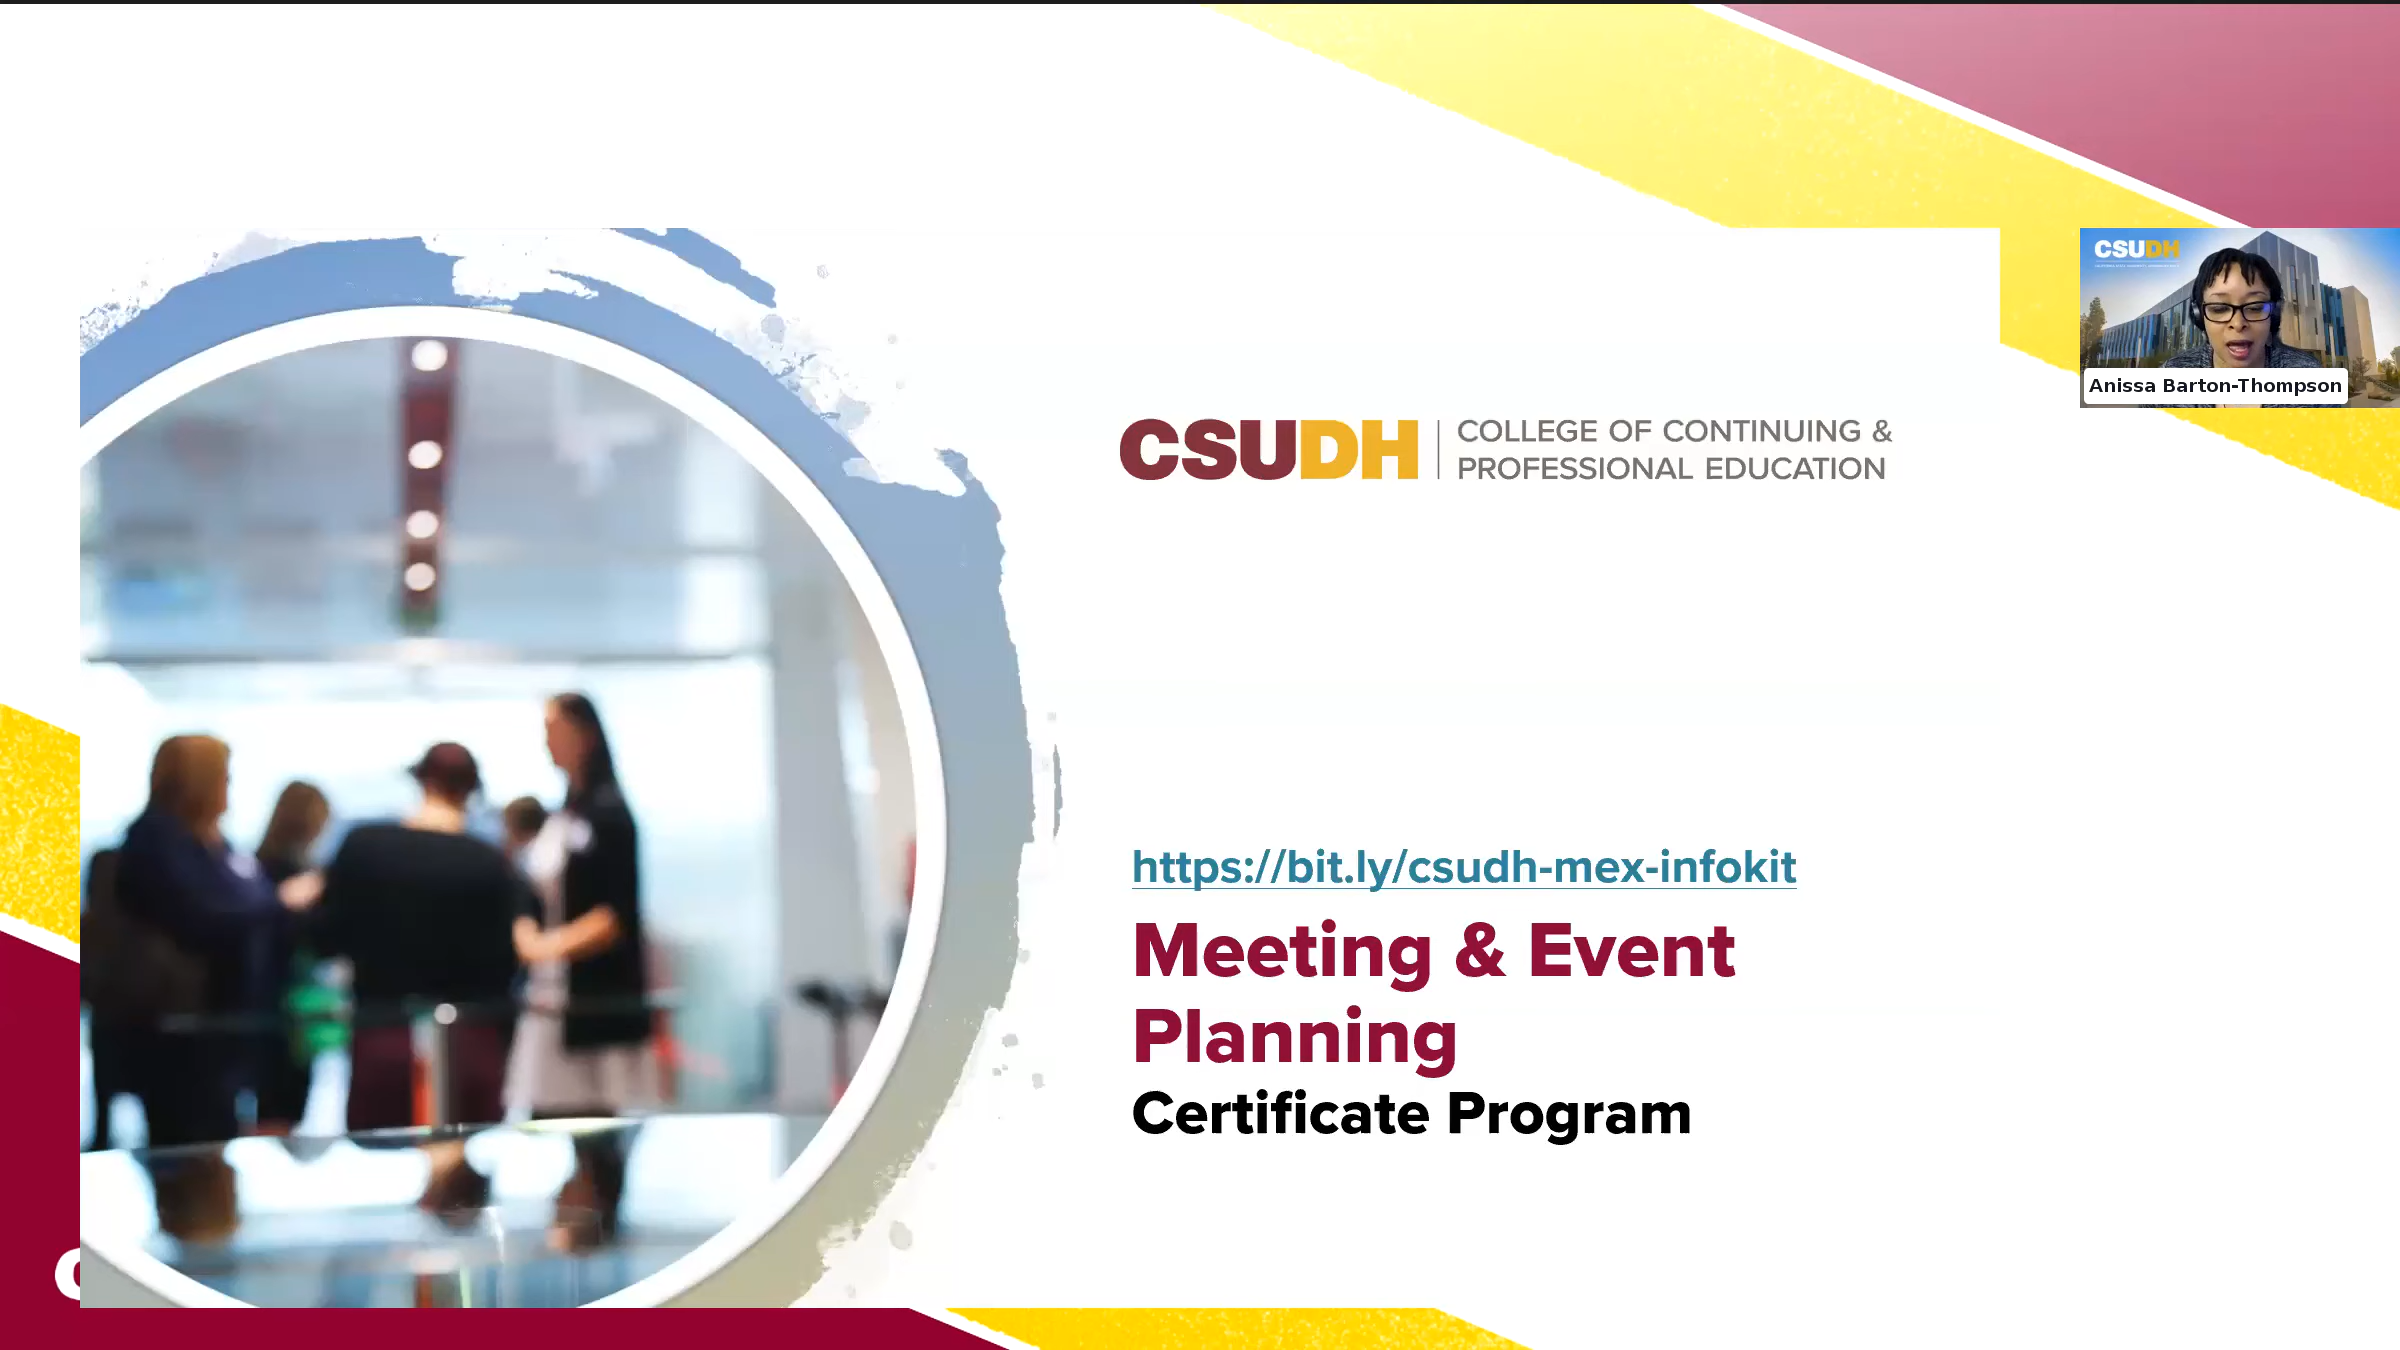 CSUDH
Anissa Barton-Thompson
CSUDH
COLLEGE OF CONTINUING &
PROFESSIONAL EDUCATION
https://bit.ly/csudh-mex-infokit
Meeting & Event
Planning
Certificate Program